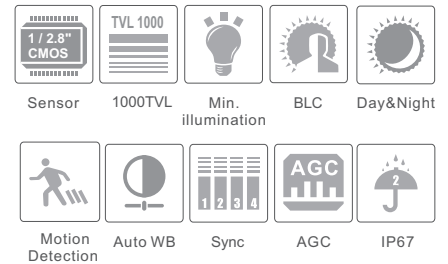 1 / 2.8"
CMOS
TVL 1000
Sensor
1000TVL
Min.
illumination
BLC
Day&Night
1 2 3 4
AGC
2
Motion
Detection
Auto WB
Sync
AGC
IP67